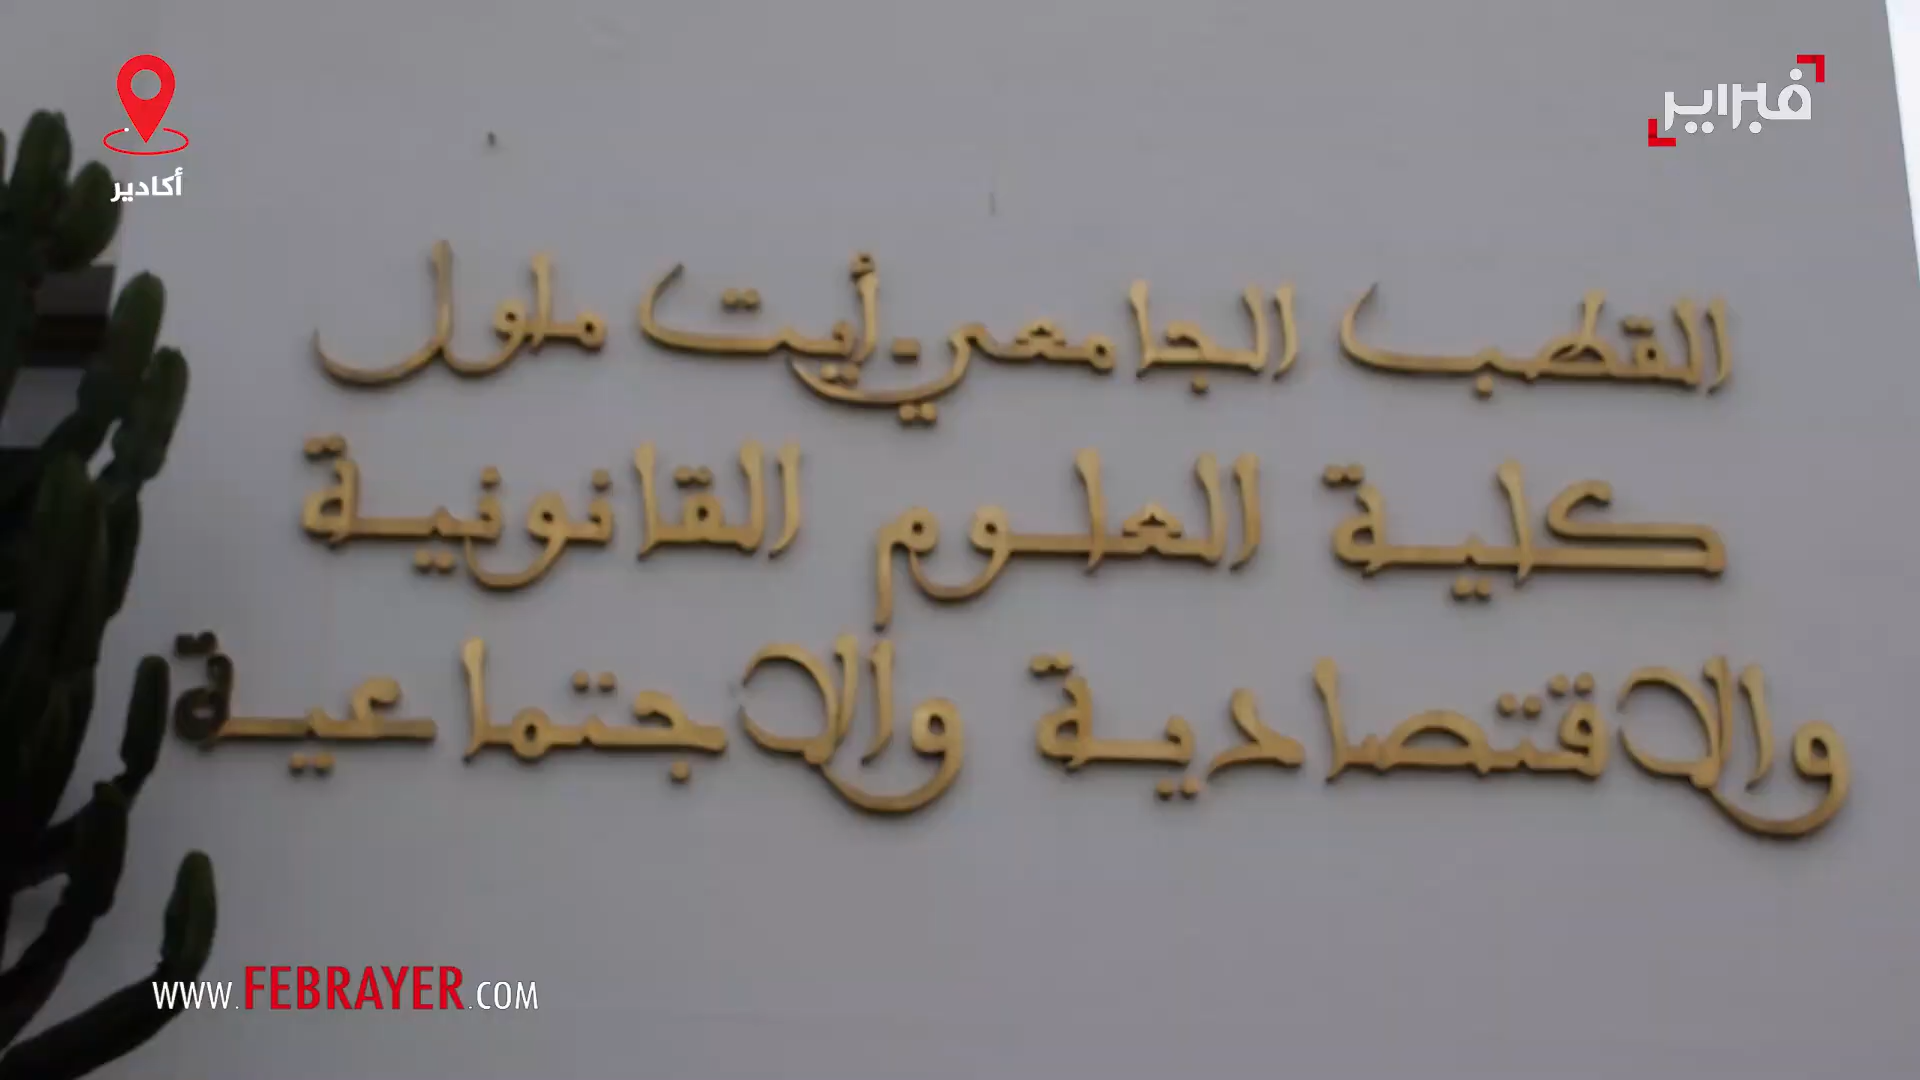 أكادير
فبراير
القطب الجامعي - أيت ملول
كلية العلوم القانونية
والاقتصادية والاجتماعية
WWW.FEBRAYER.COM